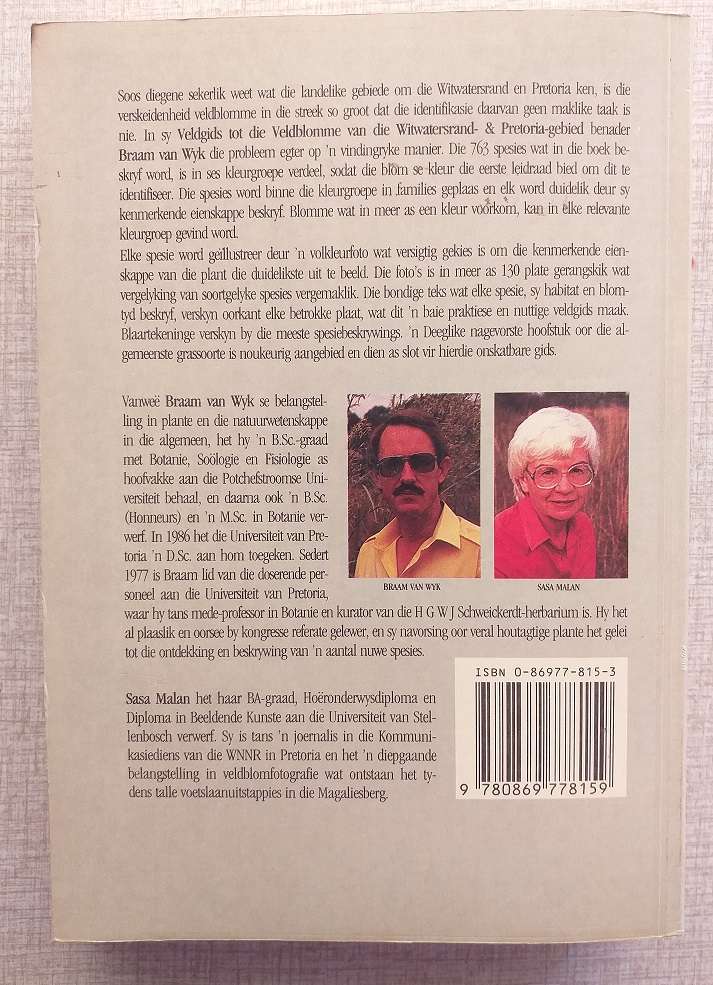 Soos diegene sekerlik weet wat die landelike gebiede om die Witwatersrand en Pretoria ken, is die
verskeidenheid veldblomme in die streek so groot dat die identifikasie daarvan geen maklike taak is
nie. In sy Veldgids tot die Veldblomme van die Witwatersrand- & Pretoria-gebied benader
Braam van Wyk die probleem egter op 'n vindingryke manier. Die 763 spesies wat in die boek be-
skryf word, is in ses kleurgroepe verdeel, sodat die blom se kleur die eerste leidraad bied om dit te
identifiseer. Die spesies word binne die kleurgroepe in families geplaas en elk word duidelik deur sy
kenmerkende eienskappe beskryf. Blomme wat in meer as een kleur voorkom, kan in elke relevante
kleurgroep gevind word.
Elke spesie word geïllustreer deur 'n volkleurfoto wat versigtig gekies is om die kenmerkende eien-
skappe van die plant die duidelikste uit te beeld. Die foto's is in meer as 130 plate gerangskik wat
vergelyking van soortgelyke spesies vergemaklik. Die bondige teks wat elke spesie, sy habitat en blom-
tyd beskryf, verskyn oorkant elke betrokke plaat, wat dit 'n baie praktiese en nuttige veldgids maak.
Blaartekeninge verskyn by die meeste spesiebeskrywings. 'n Deeglike nagevorste hoofstuk oor die al-
gemeenste grassoorte is noukeurig aangebied en dien as slot vir hierdie onskatbare gids.
Vanweë Braam van Wyk se belangstel-
ling in plante en die natuurwetenskappe
in die algemeen, het hy 'n B.Sc.-graad
met Botanie, Soölogie en Fisiologie as
hoofvakke aan die Potchefstroomse Uni-
versiteit behaal, en daarna ook 'n B.Sc.
(Honneurs) en 'n M.Sc. in Botanie ver-
werf. In 1986 het die Universiteit van Pre-
toria 'n D.Sc. aan hom toegeken. Sedert
1977 is Braam lid van die doserende per-
soneel aan die Universiteit van Pretoria,
waar hy tans mede-professor in Botanie en kurator van die H G W J Schweickerdt-herbarium is. Hy het
al plaaslik en oorsee by kongresse referate gelewer, en sy navorsing oor veral houtagtige plante het gelei
tot die ontdekking en beskrywing van 'n aantal nuwe spesies.
BRAAM VAN WYK
SASA MALAN
Sasa Malan het haar BA-graad, Hoëronderwysdiploma en
Diploma in Beeldende Kunste aan die Universiteit van Stel-
lenbosch verwerf. Sy is tans 'n joernalis in die Kommuni-
kasiediens van die WNNR in Pretoria en het 'n diepgaande
belangstelling in veldblomfotografie wat ontstaan het ty-
dens talle voetslaanuitstappies in die Magaliesberg.
ISBN 0-86977-815-3
9 780869 778159